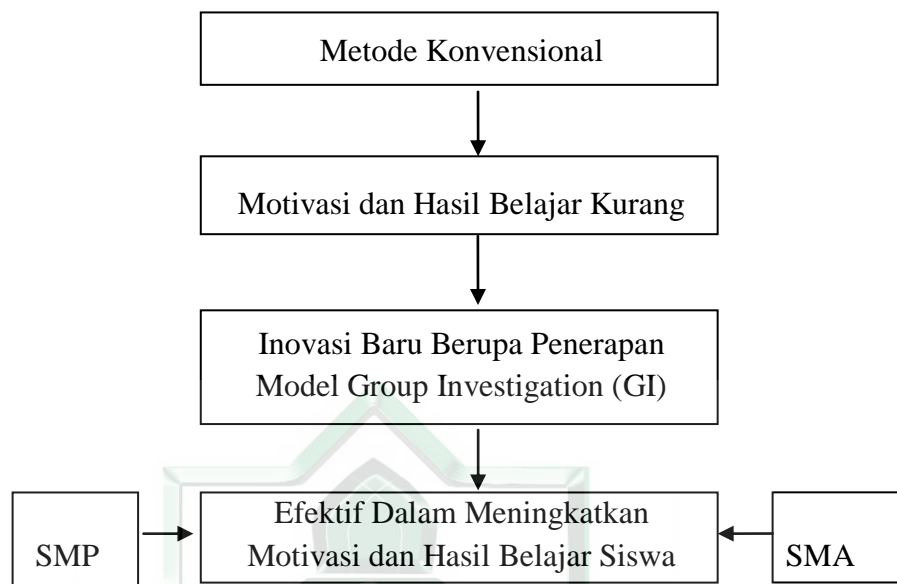 Metode Konvensional
Motivasi dan Hasil Belajar Kurang
Inovasi Baru Berupa Penerapan
Model Group Investigation (GI)
Efektif Dalam Meningkatkan
Motivasi dan Hasil Belajar Siswa
SMP
SMA